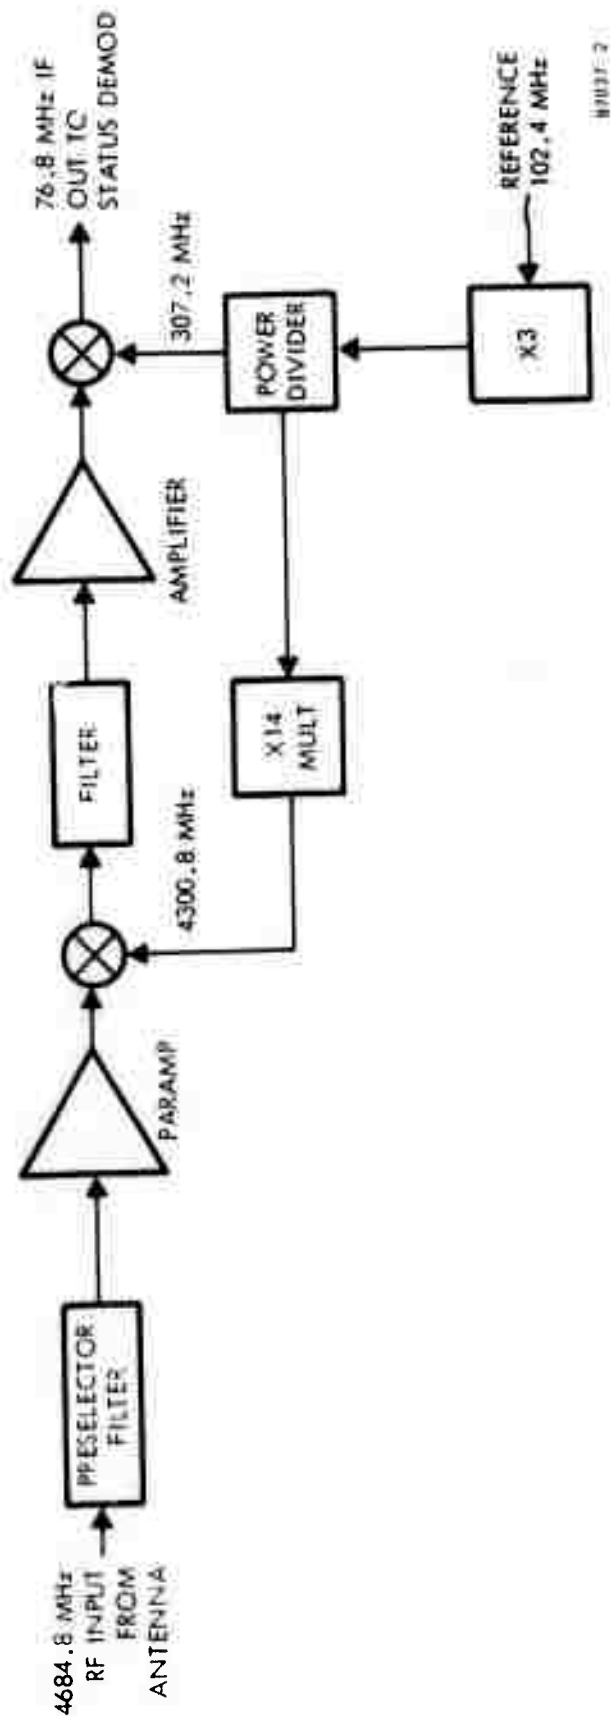 4684.8 MHz
RF INPUT
FROM
ANTENNA
PPESELECTOR
FILTER
PARAMP
4300.8 MHz
FILTER
X14
MULT
AMPLIFIER
POWER
DIVIDER
307.2 MHz
76.8 MHz IF
OUT TO
STATUS DEMOD
X3
REFERENCE
102.4 MHz